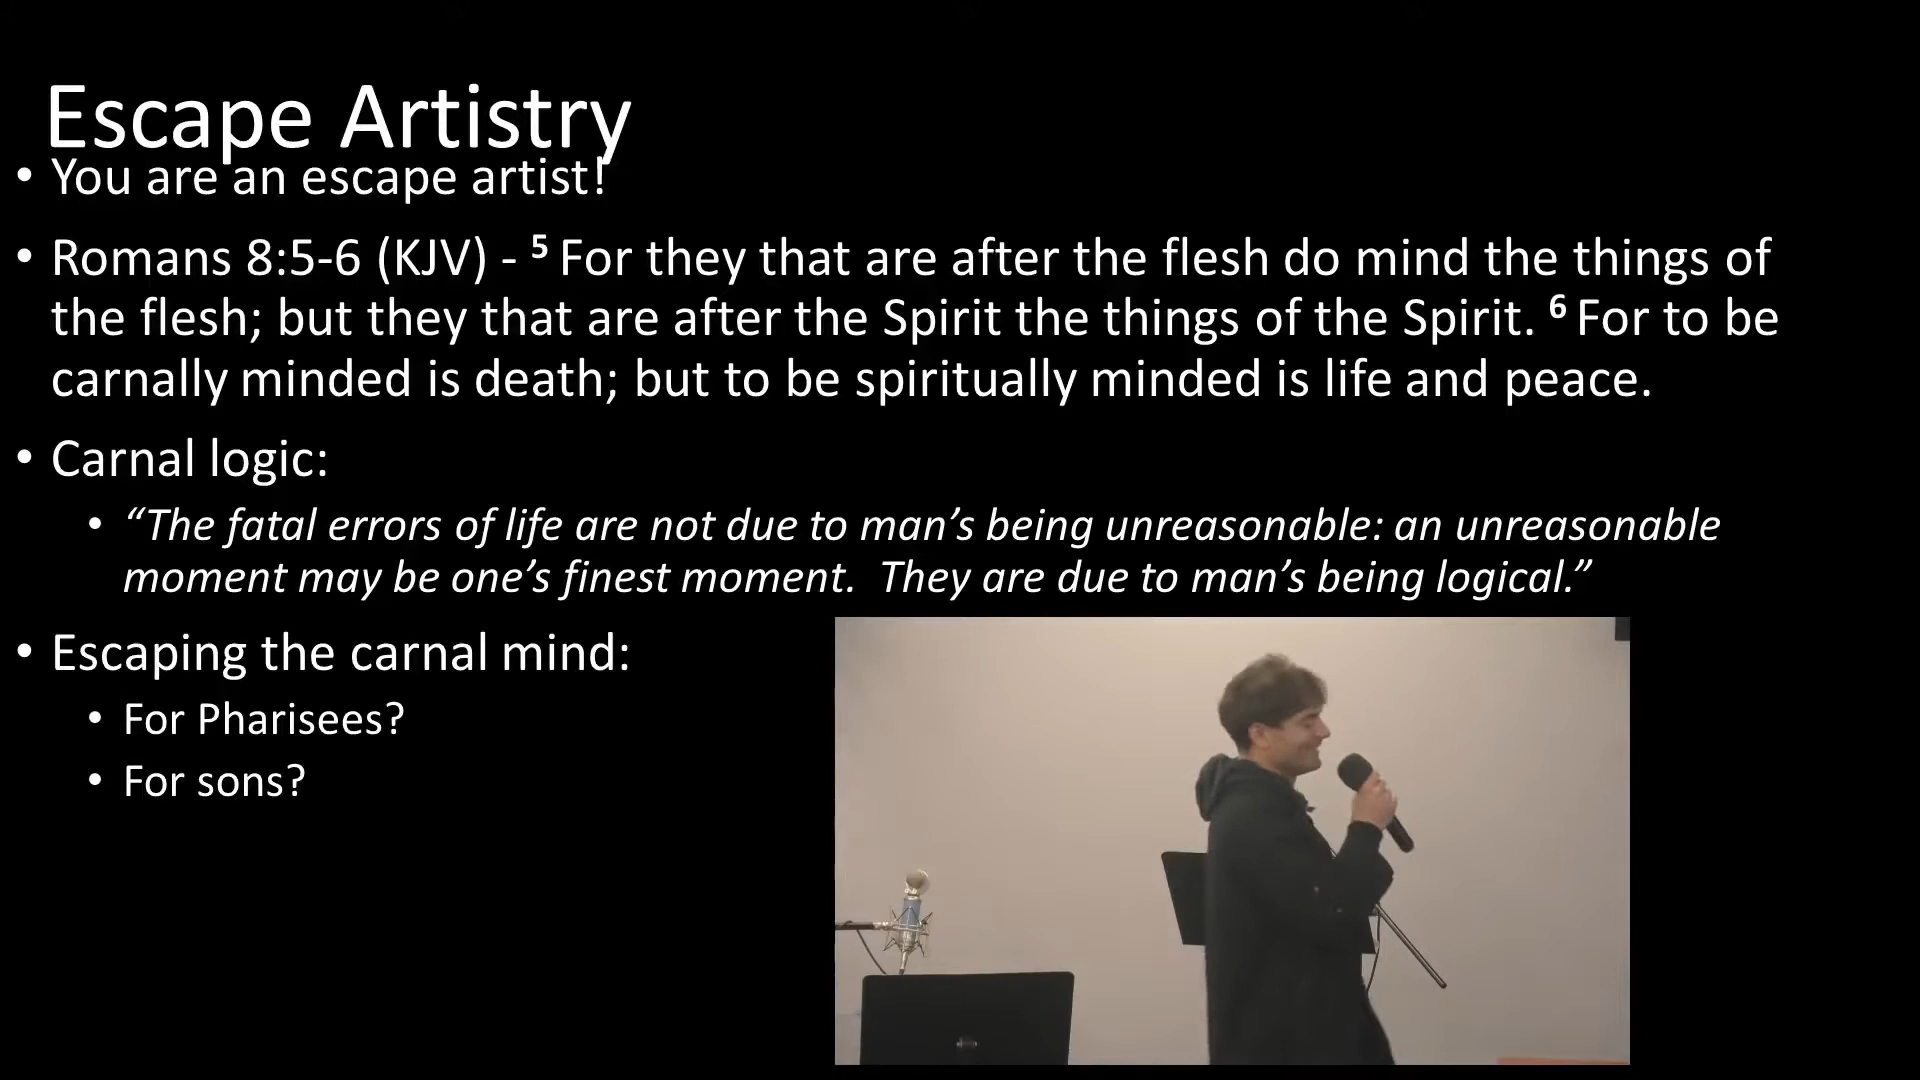 Escape Artistry
• You are an escape artist!
• Romans 8:5-6 (KJV) - ⁵ For they that are after the flesh do mind the things of
the flesh; but they that are after the Spirit the things of the Spirit. ⁶ For to be
carnally minded is death; but to be spiritually minded is life and peace.
• Carnal logic:
• “The fatal errors of life are not due to man’s being unreasonable: an unreasonable
moment may be one’s finest moment.  They are due to man’s being logical.”
• Escaping the carnal mind:
• For Pharisees?
• For sons?